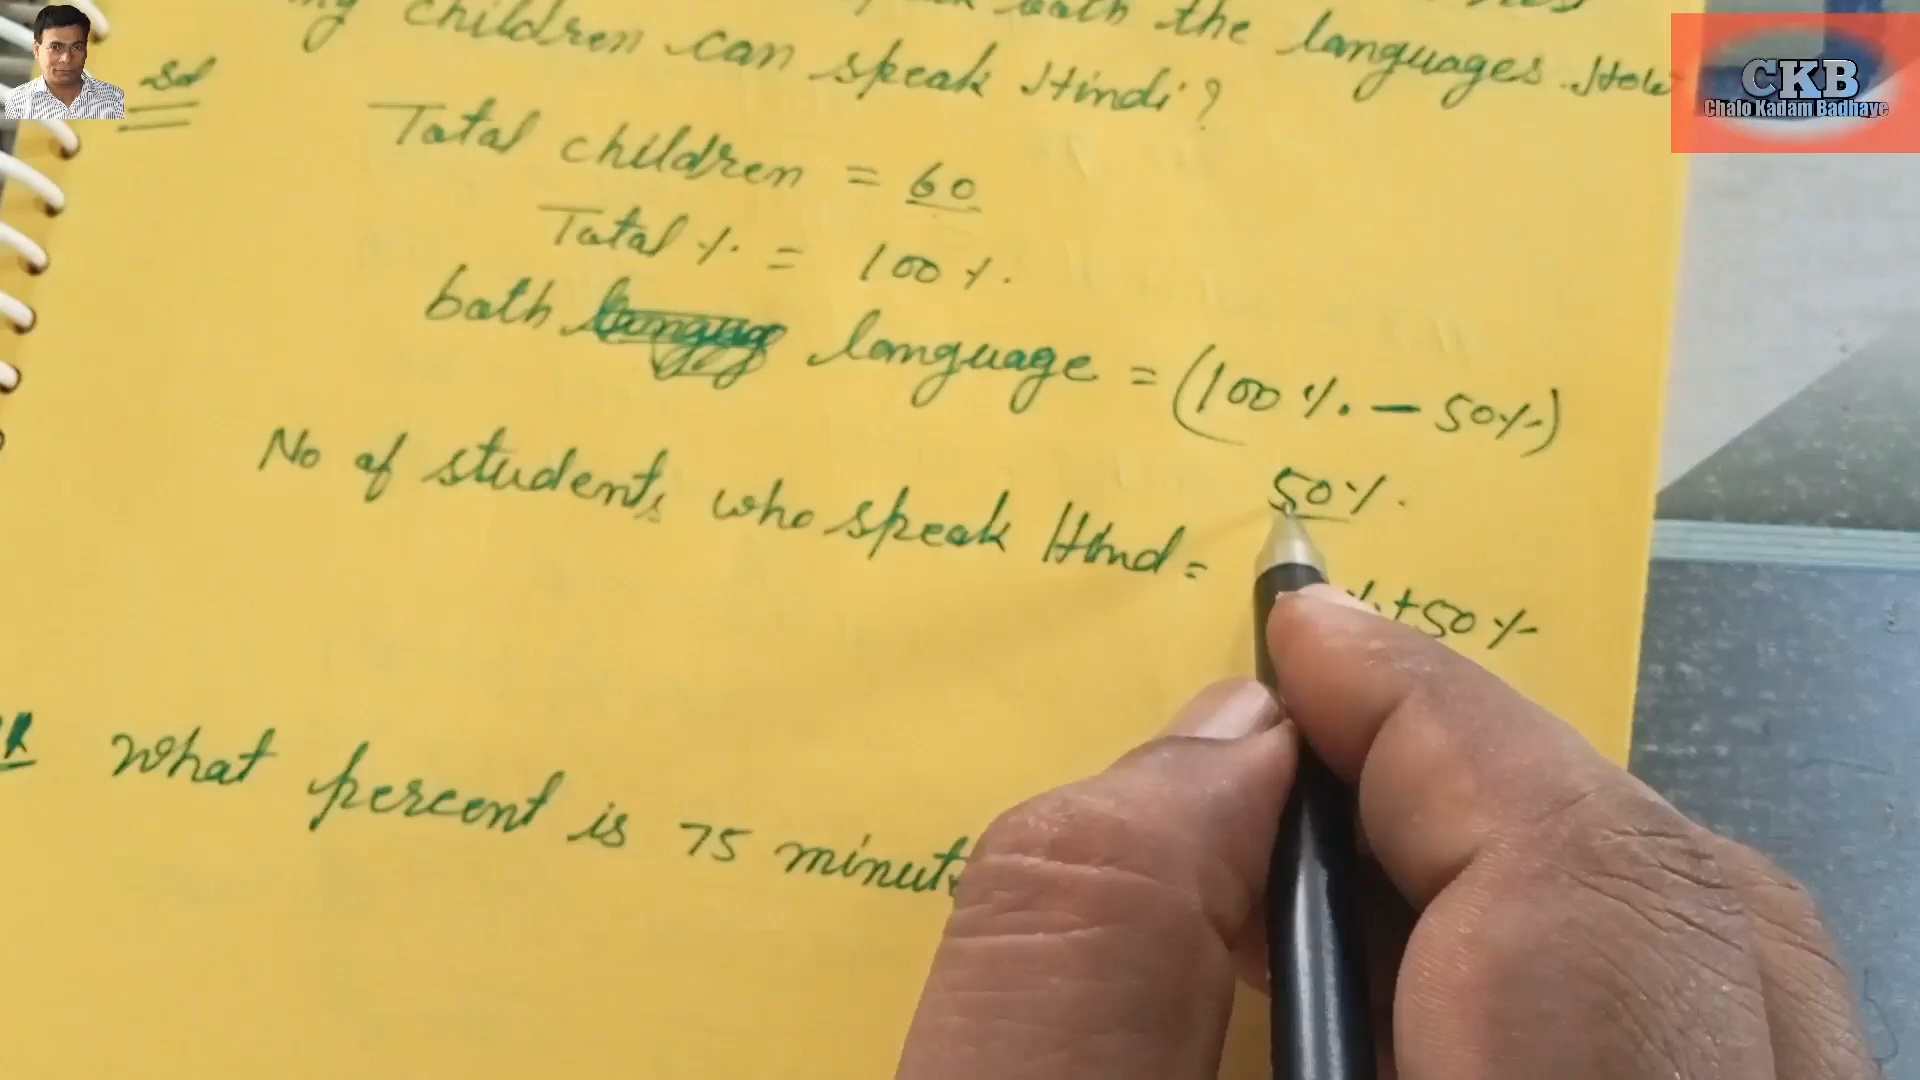 both the languages. How
children can speak Hindi?
Sol
Total children = 60
Total % = 100%.
both language = (100% - 50%)
50%.
No of students who speak Hind =
%+50%
What percent is 75 minut
CKB
Chalo Kadam Badhaye